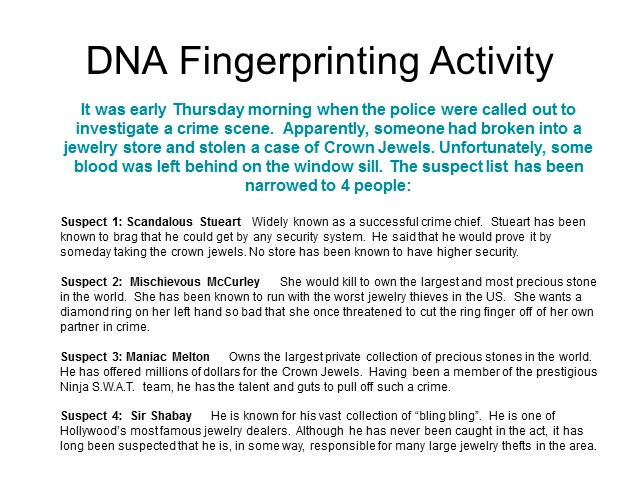 DNA Fingerprinting Activity
It was early Thursday morning when the police were called out to
investigate a crime scene. Apparently, someone had broken into a
jewelry store and stolen a case of Crown Jewels. Unfortunately, some
blood was left behind on the window sill. The suspect list has been
narrowed to 4 people:
Suspect 1: Scandalous Stueart Widely known as a successful crime chief. Stueart has been
known to brag that he could get by any security system. He said that he would prove it by
someday taking the crown jewels. No store has been known to have higher security.
Suspect 2: Mischievous McCurley She would kill to own the largest and most precious stone
in the world. She has been known to run with the worst jewelry thieves in the US. She wants a
diamond ring on her left hand so bad that she once threatened to cut the ring finger off of her own
partner in crime.
Suspect 3: Maniac Melton Owns the largest private collection of precious stones in the world.
He has offered millions of dollars for the Crown Jewels. Having been a member of the prestigious
Ninja S.W.A.T. team, he has the talent and guts to pull off such a crime.
Suspect 4: Sir Shabay He is known for his vast collection of “bling bling”. He is one of
Hollywood’s most famous jewelry dealers. Although he has never been caught in the act, it has
long been suspected that he is, in some way, responsible for many large jewelry thefts in the area.